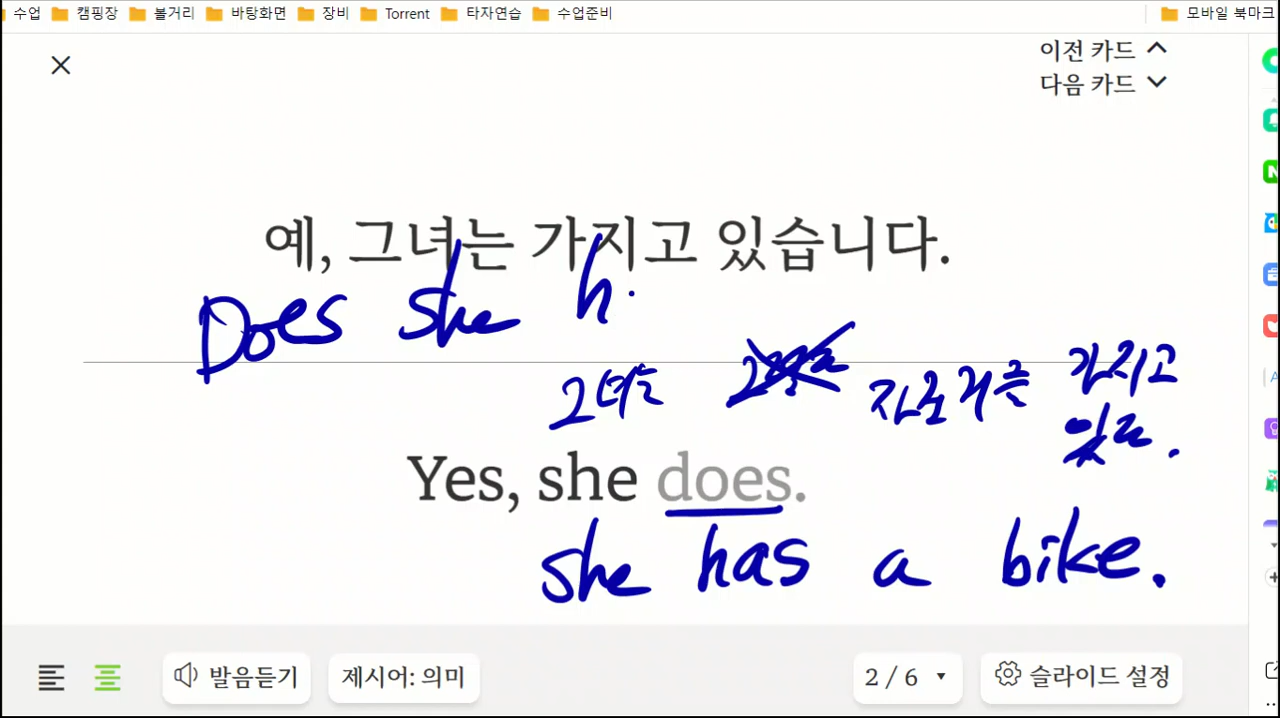 수업 캠핑장 볼거리 바탕화면 장비 Torrent 타자연습 수업준비 모바일 북마크
이전 카드
다음 카드
예, 그녀는 가지고 있습니다.
Does she h
그녀는 자전거를 가지고
있다.
Yes, she does.
she has a bike.
발음듣기 제시어: 의미 2 / 6 슬라이드 설정